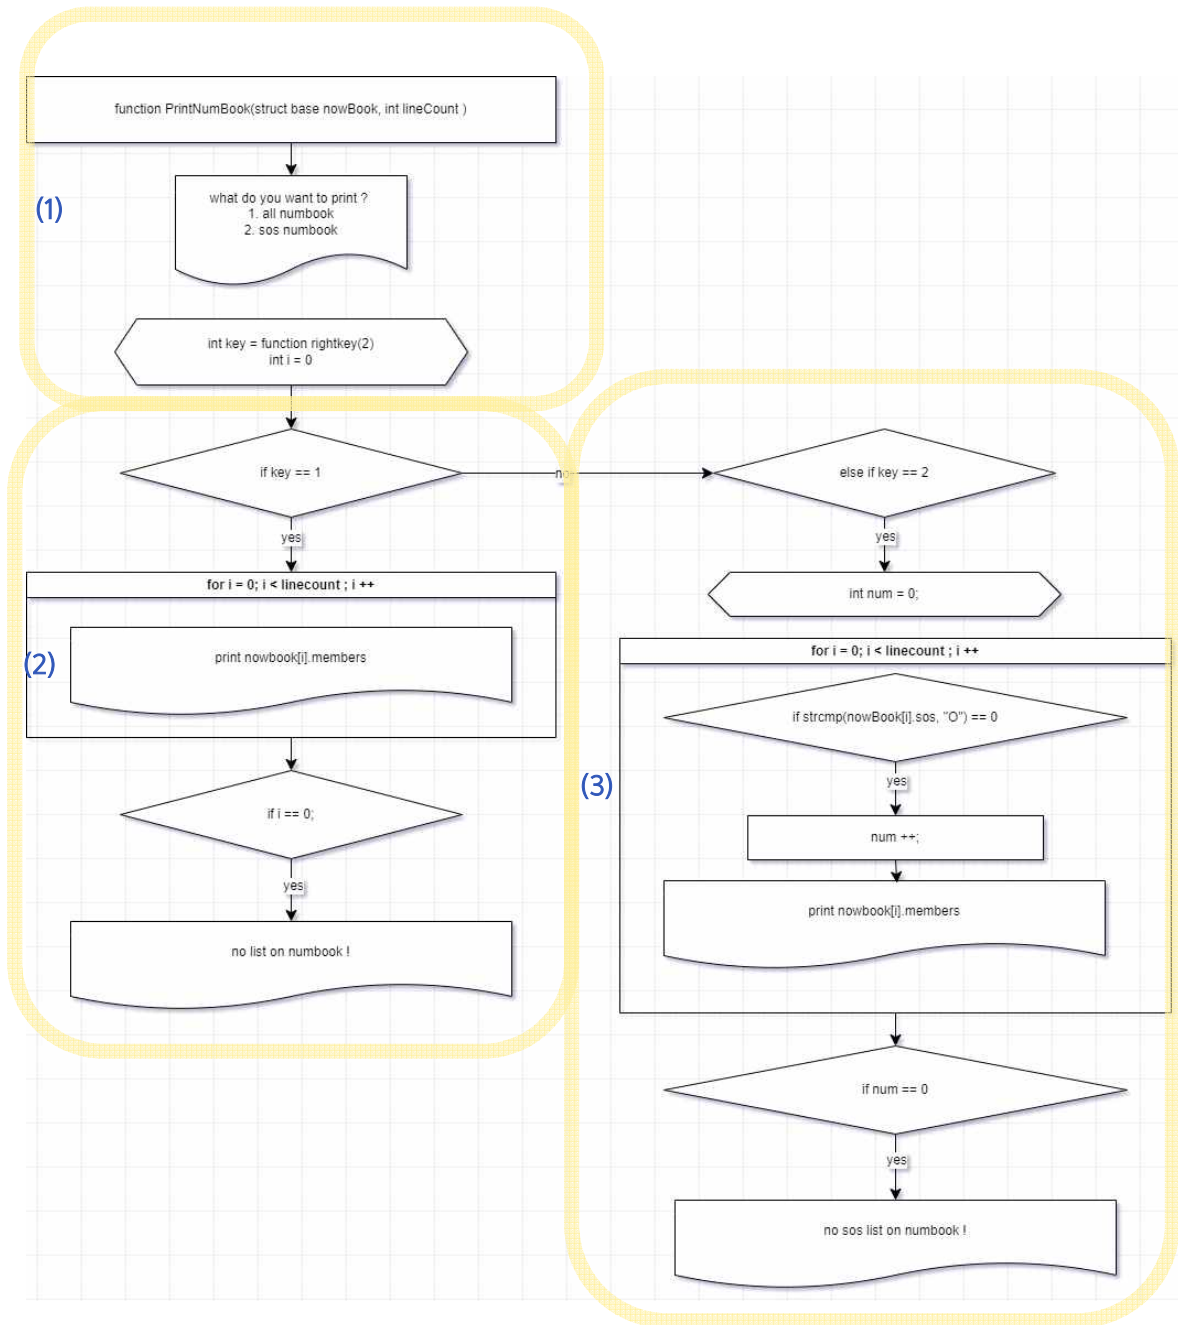 function PrintNumBook(struct base nowBook, int lineCount )
(1)
what do you want to print ?
1. all numbook
2. sos numbook
int key = function rightkey(2)
int i = 0
if key == 1
no
yes
for i = 0; i < linecount ; i ++
(2)
print nowbook[i].members
if i == 0;
yes
no list on numbook !
else if key == 2
yes
int num = 0;
for i = 0; i < linecount ; i ++
if strcmp(nowBook[i].sos, "O") == 0
(3)
yes
num ++;
print nowbook[i].members
if num == 0
yes
no sos list on numbook !